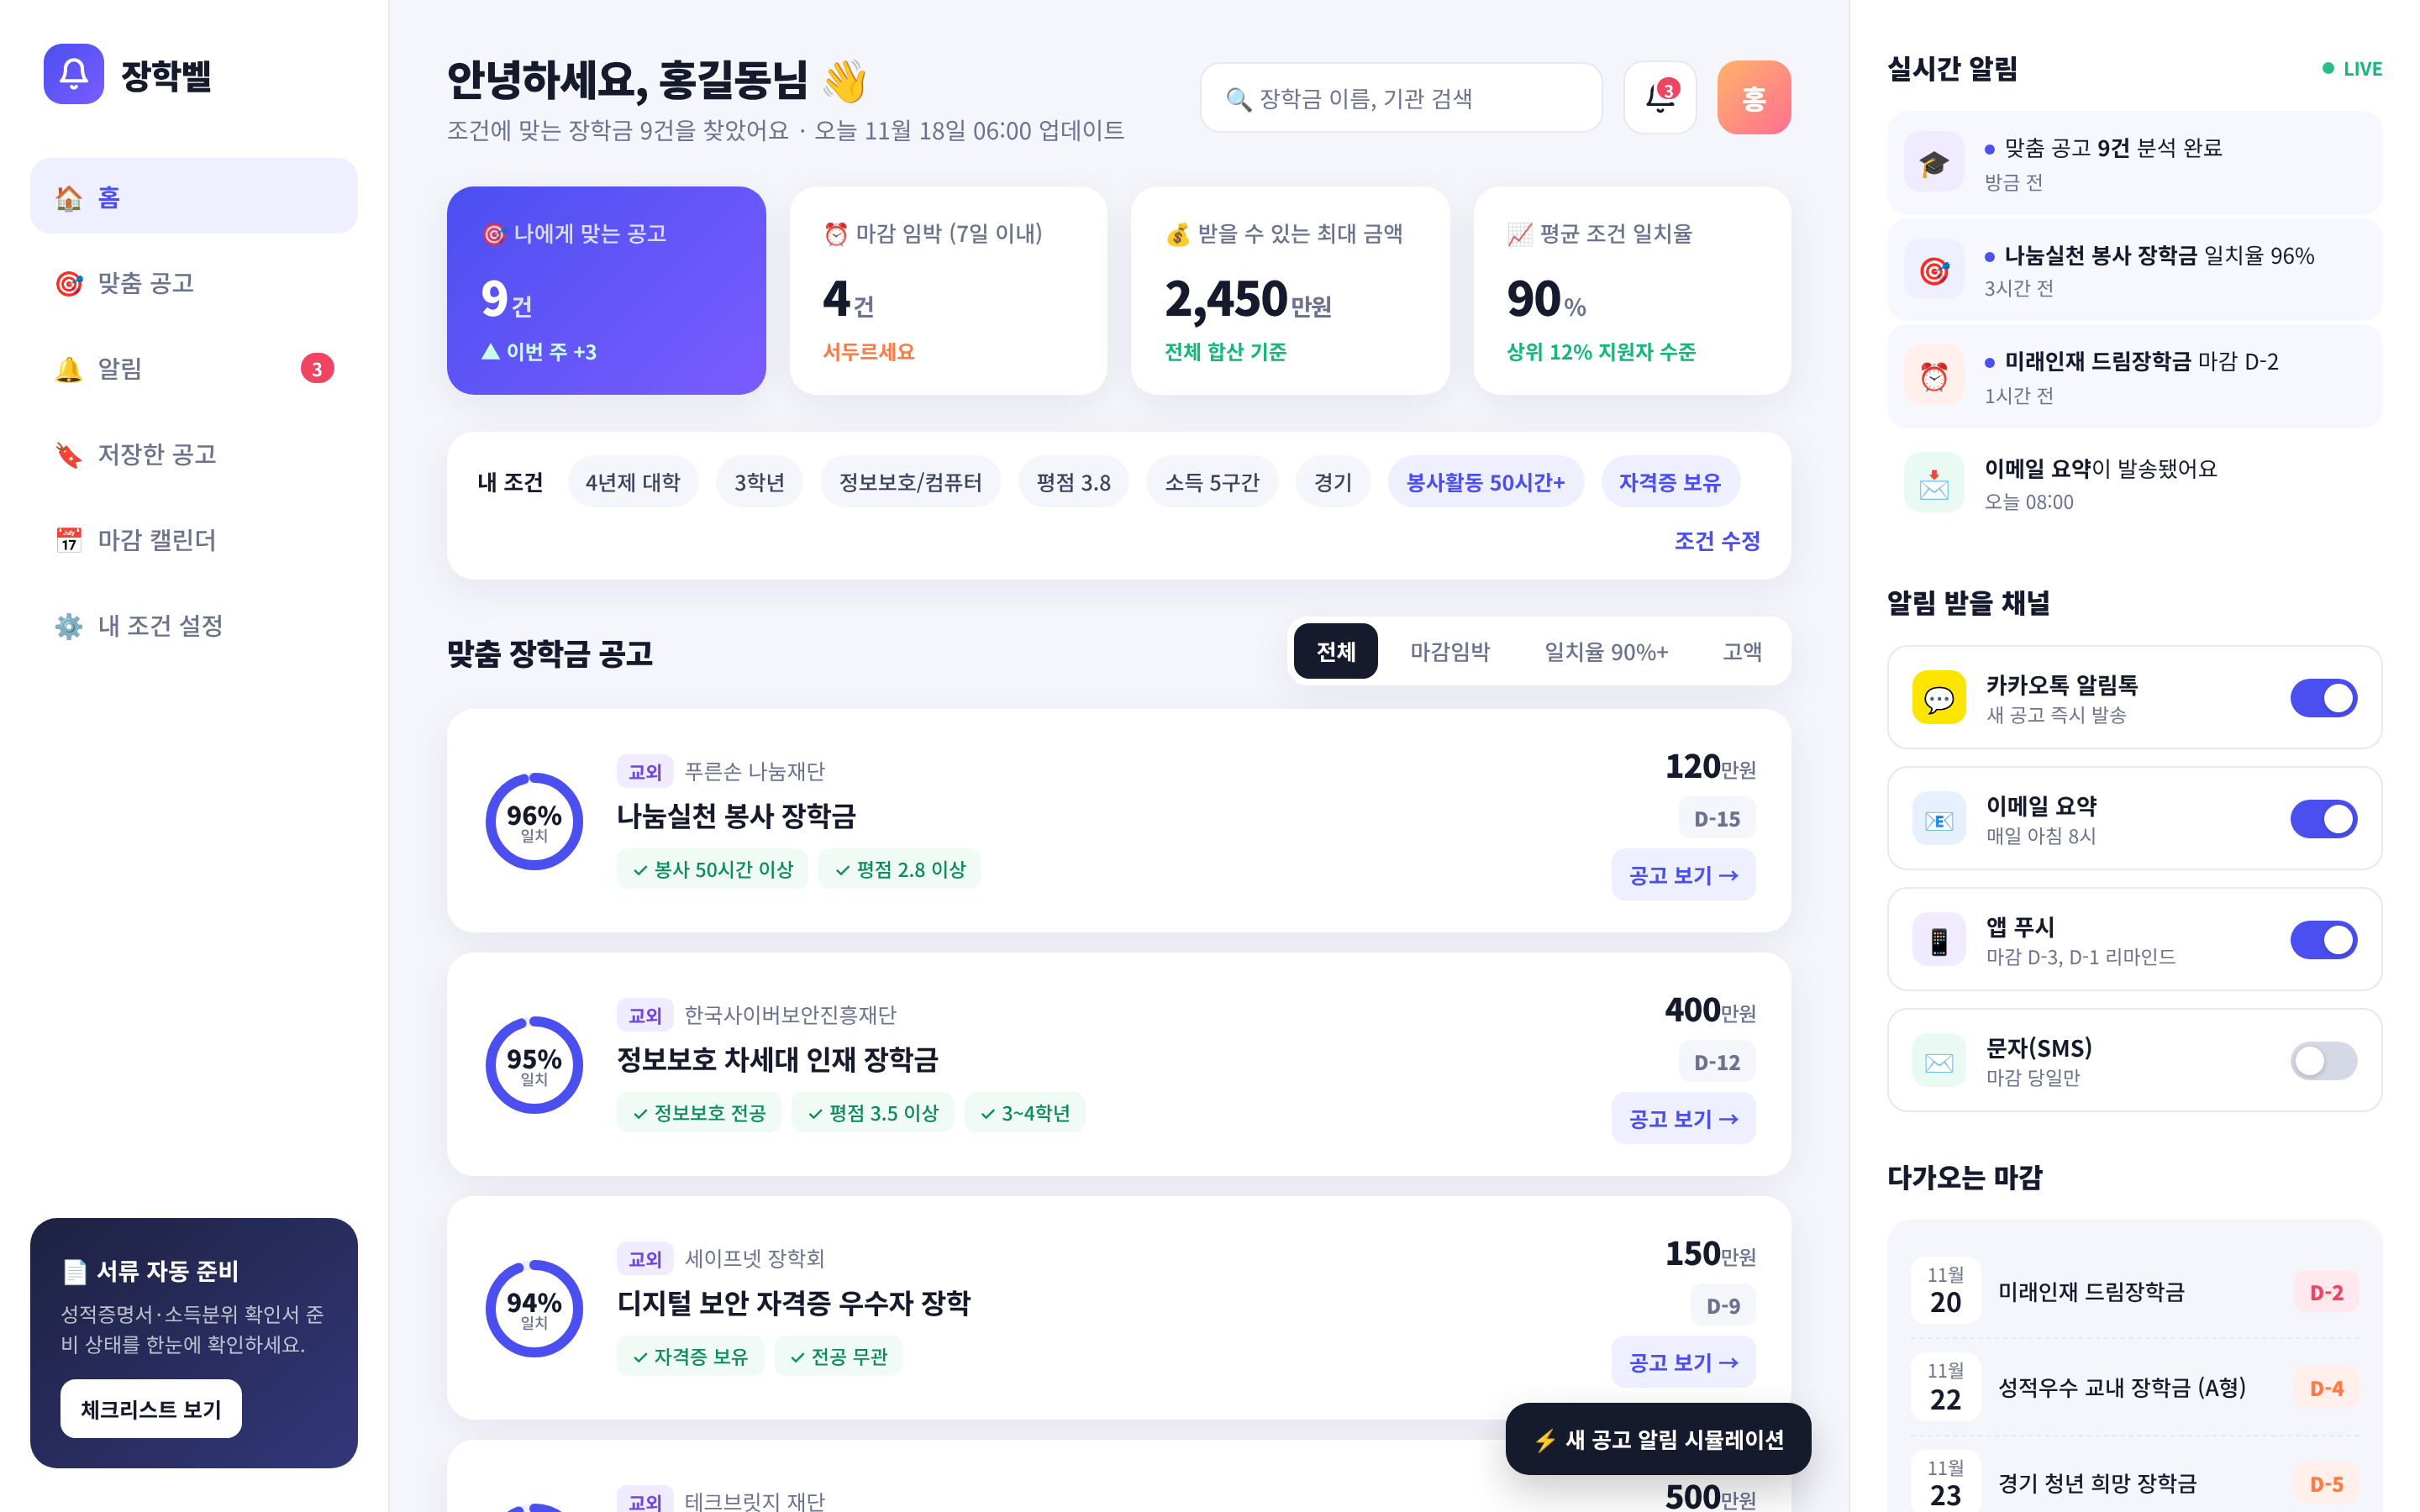 장학벨
🏠 홈
🎯 맞춤 공고
🔔 알림 3
🔖 저장한 공고
📅 마감 캘린더
⚙️ 내 조건 설정
📄 서류 자동 준비
성적증명서·소득분위 확인서 준
비 상태를 한눈에 확인하세요.
체크리스트 보기
안녕하세요, 홍길동님 👋
조건에 맞는 장학금 9건을 찾았어요 · 오늘 11월 18일 06:00 업데이트
🔍 장학금 이름, 기관 검색
3
홍
🎯 나에게 맞는 공고
9건
▲ 이번 주 +3
⏰ 마감 임박 (7일 이내)
4건
서두르세요
💰 받을 수 있는 최대 금액
2,450만원
전체 합산 기준
📈 평균 조건 일치율
90%
상위 12% 지원자 수준
내 조건 4년제 대학 3학년 정보보호/컴퓨터 평점 3.8 소득 5구간 경기 봉사활동 50시간+ 자격증 보유
조건 수정
맞춤 장학금 공고
전체 마감임박 일치율 90%+ 고액
96%
일치
교외 푸른손 나눔재단
나눔실천 봉사 장학금
✓ 봉사 50시간 이상 ✓ 평점 2.8 이상
120만원
D-15
공고 보기 →
95%
일치
교외 한국사이버보안진흥재단
정보보호 차세대 인재 장학금
✓ 정보보호 전공 ✓ 평점 3.5 이상 ✓ 3~4학년
400만원
D-12
공고 보기 →
94%
일치
교외 세이프넷 장학회
디지털 보안 자격증 우수자 장학
✓ 자격증 보유 ✓ 전공 무관
150만원
D-9
공고 보기 →
교외 테크브릿지 재단
500만원
⚡ 새 공고 알림 시뮬레이션
실시간 알림
LIVE
맞춤 공고 9건 분석 완료
방금 전
나눔실천 봉사 장학금 일치율 96%
3시간 전
미래인재 드림장학금 마감 D-2
1시간 전
이메일 요약이 발송됐어요
오늘 08:00
알림 받을 채널
카카오톡 알림톡
새 공고 즉시 발송
이메일 요약
매일 아침 8시
앱 푸시
마감 D-3, D-1 리마인드
문자(SMS)
마감 당일만
다가오는 마감
11월
20
미래인재 드림장학금
D-2
11월
22
성적우수 교내 장학금 (A형)
D-4
11월
23
경기 청년 희망 장학금
D-5